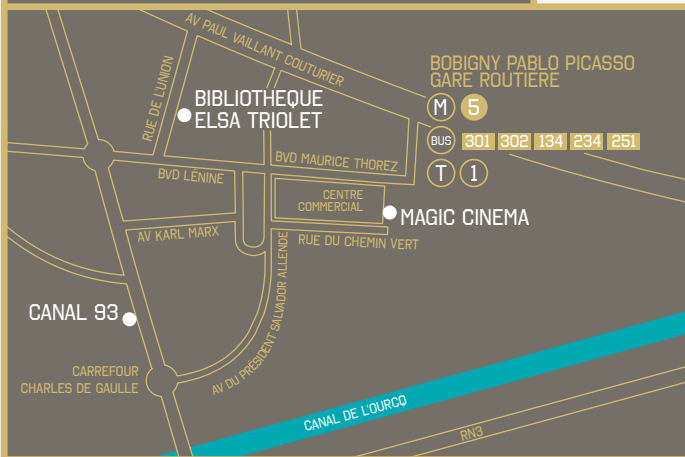 AV PAUL VAILLANT COUTURIER
RUE DE L'UNION
BIBLIOTHEQUE
ELSA TRIOLET
BOBIGNY PABLO PICASSO
GARE ROUTIERE
M 5
BUS 301 302 134 234 251
T 1
BVD MAURICE THOREZ
BVD LÉNINE
CENTRE
COMMERCIAL
MAGIC CINEMA
AV KARL MARX
RUE DU CHEMIN VERT
AV DU PRÉSIDENT SALVADOR ALLENDE
CANAL 93
CARREFOUR
CHARLES DE GAULLE
CANAL DE L'OURCQ
RN3